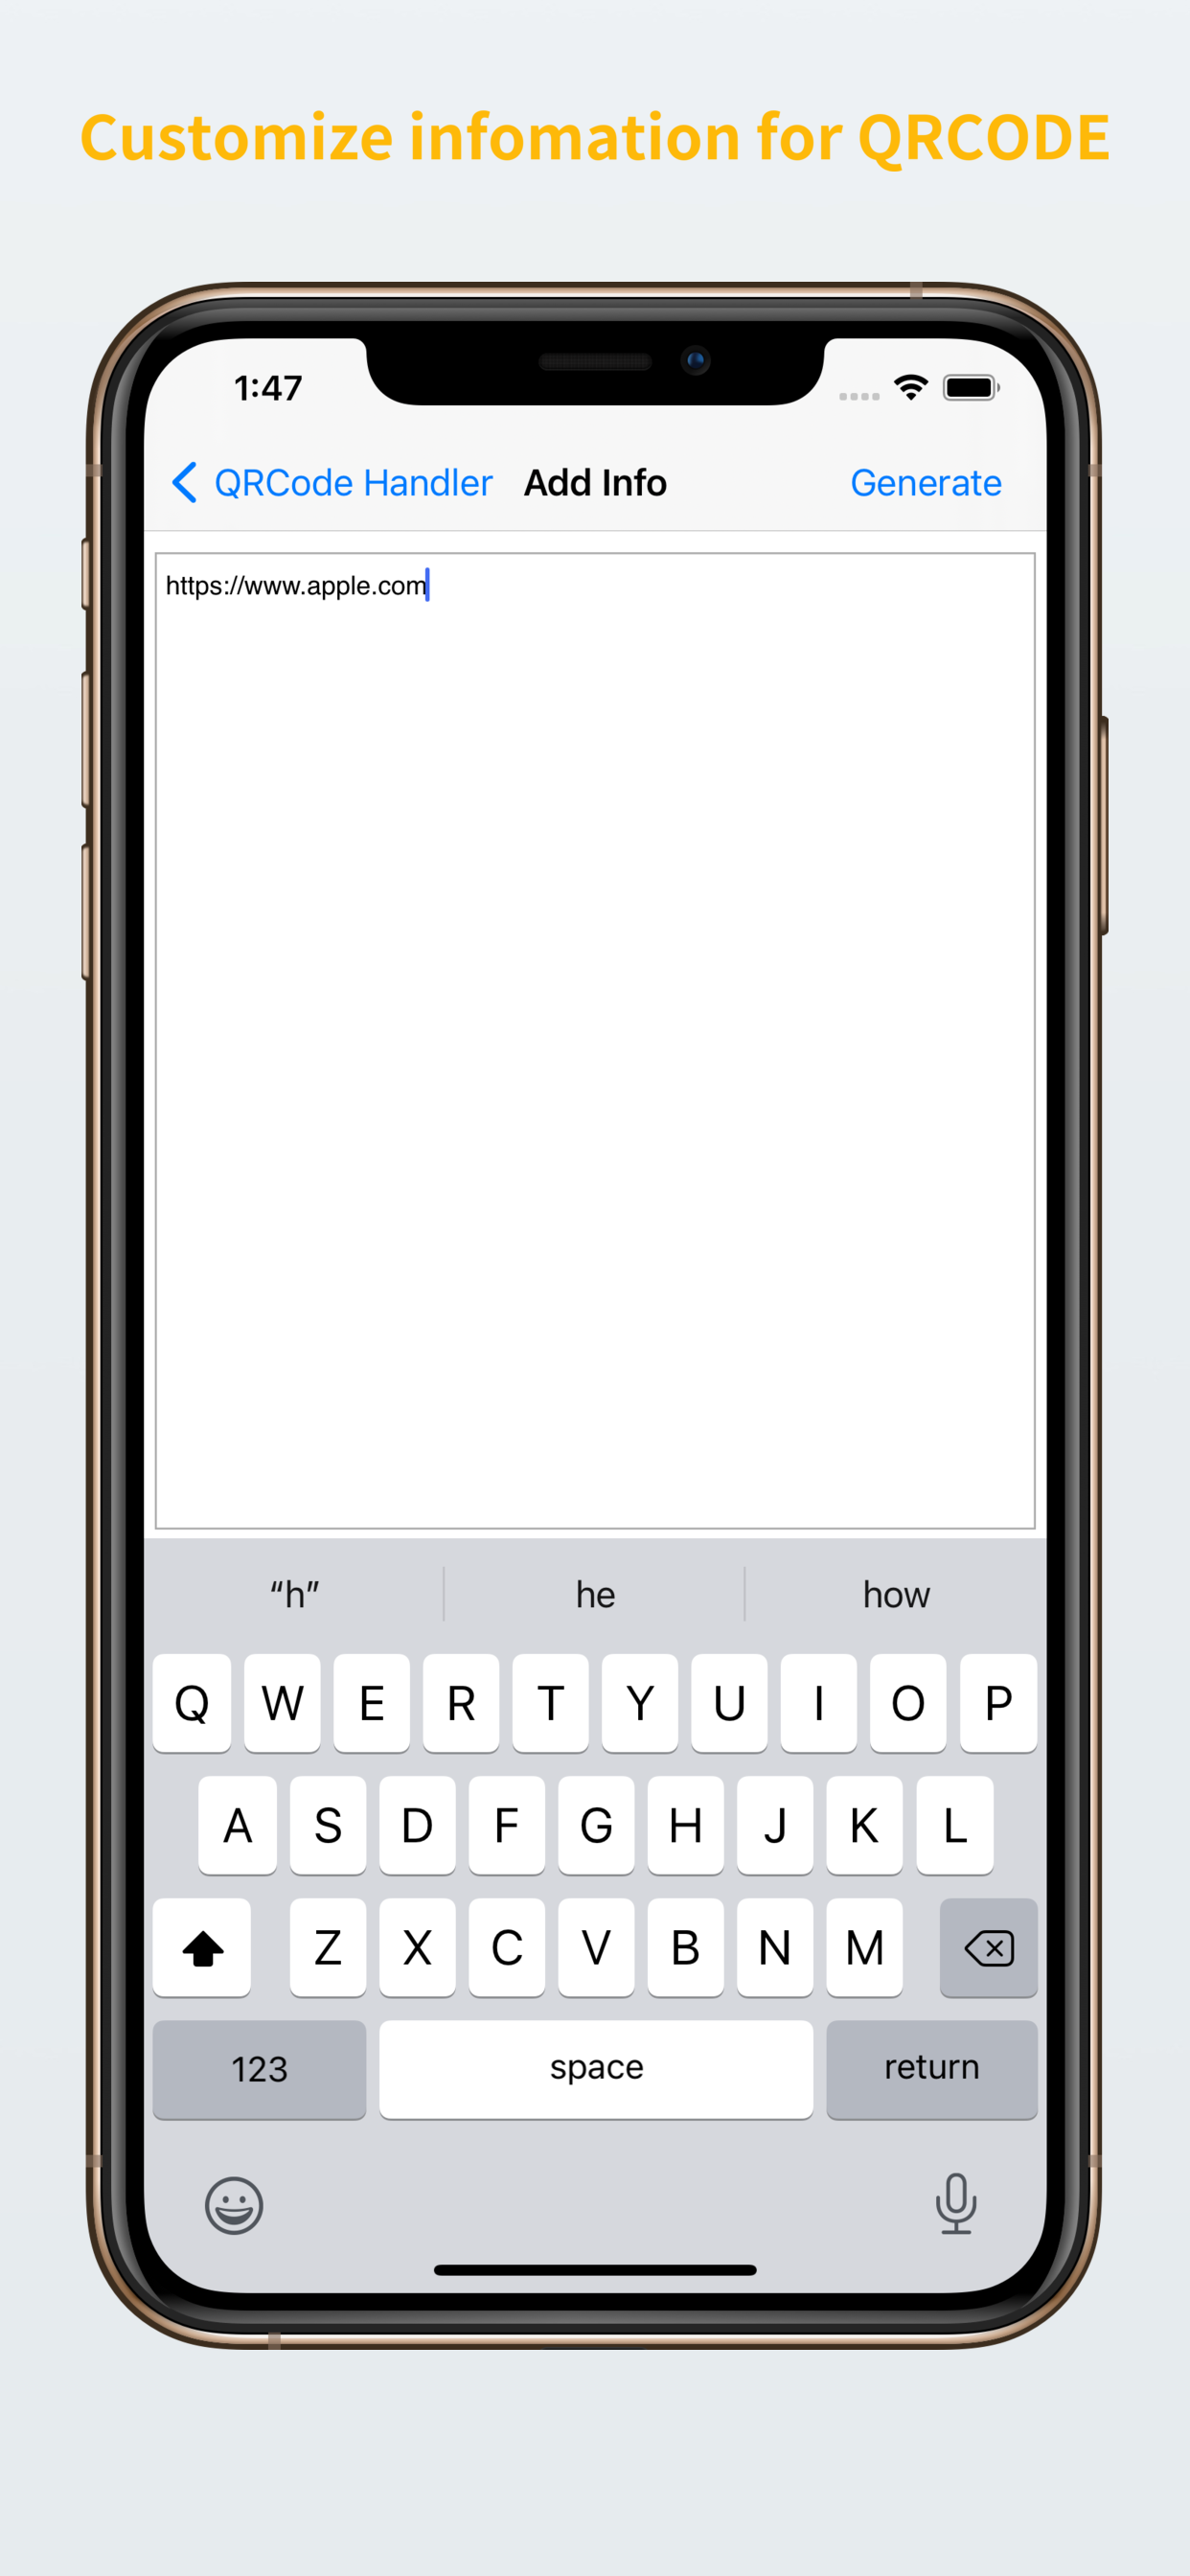 Customize infomation for QRCODE
1:47
QRCode Handler Add Info Generate
https://www.apple.com
“h” he how
Q W E R T Y U I O P
A S D F G H J K L
Z X C V B N M
123 space return